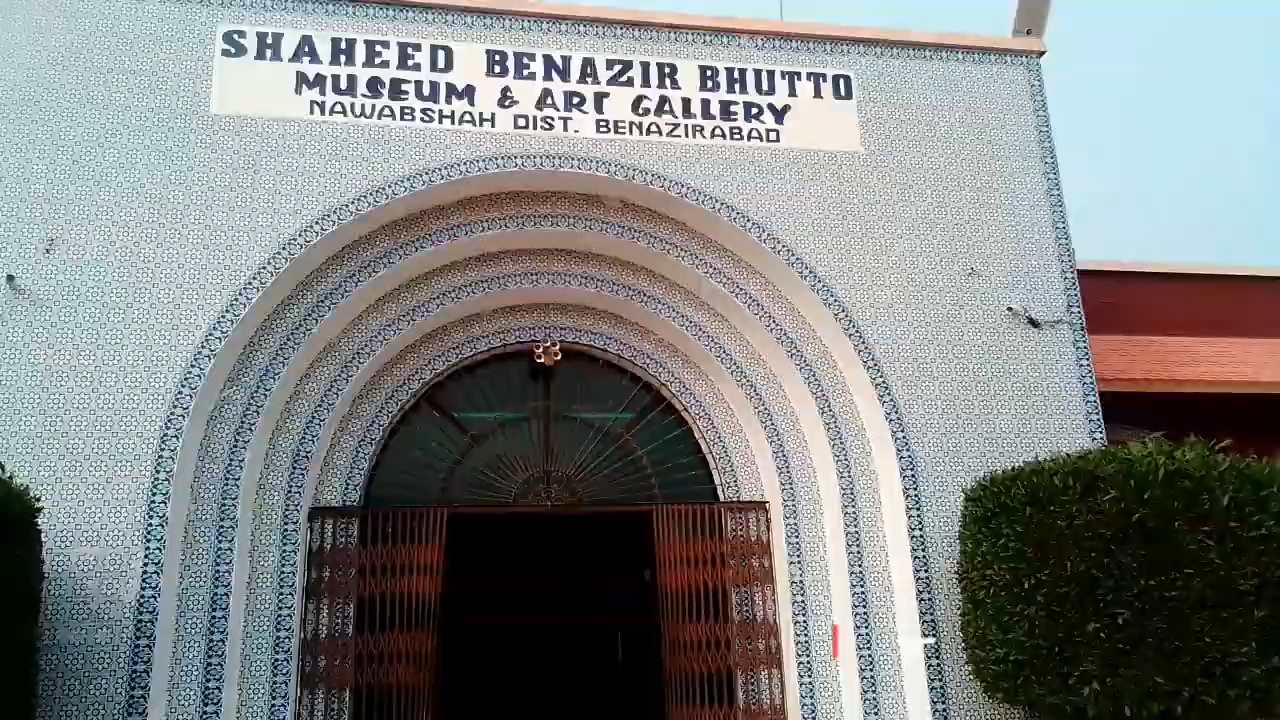 SHAHEED BENAZIR BHUTTO
MUSEUM & ART GALLERY
NAWABSHAH DIST. BENAZIRABAD